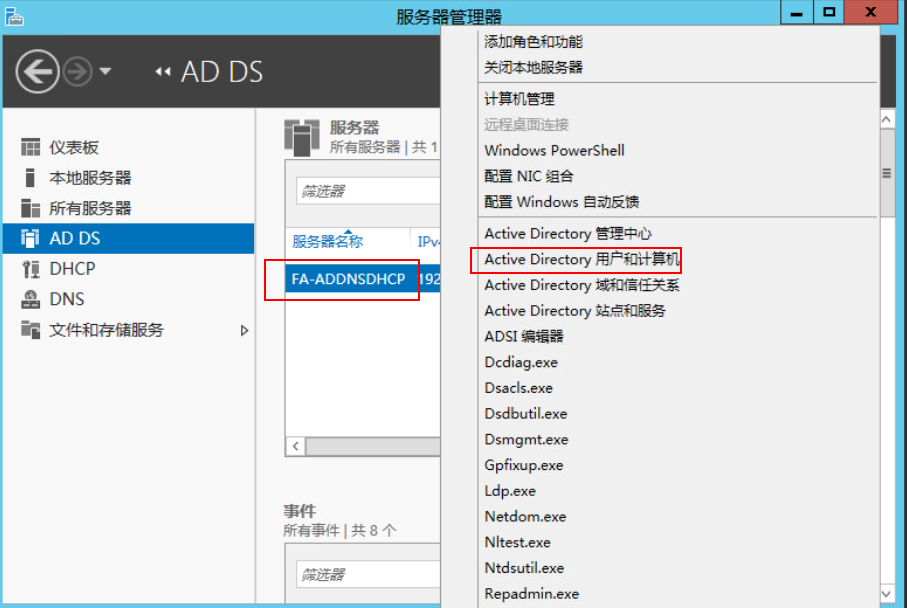 服务器管理器
AD DS
仪表板
本地服务器
所有服务器
AD DS
DHCP
DNS
文件和存储服务
服务器
所有服务器 | 共 1
筛选器
服务器名称
IPv4
FA-ADDNSDHCP
192
事件
所有事件 | 共 8 个
筛选器
添加角色和功能
关闭本地服务器
计算机管理
远程桌面连接
Windows PowerShell
配置 NIC 组合
配置 Windows 自动反馈
Active Directory 管理中心
Active Directory 用户和计算机
Active Directory 域和信任关系
Active Directory 站点和服务
ADSI 编辑器
Dcdiag.exe
Dsacls.exe
Dsdbutil.exe
Dsmgmt.exe
Gpfixup.exe
Ldp.exe
Netdom.exe
Nltest.exe
Ntdsutil.exe
Repadmin.exe